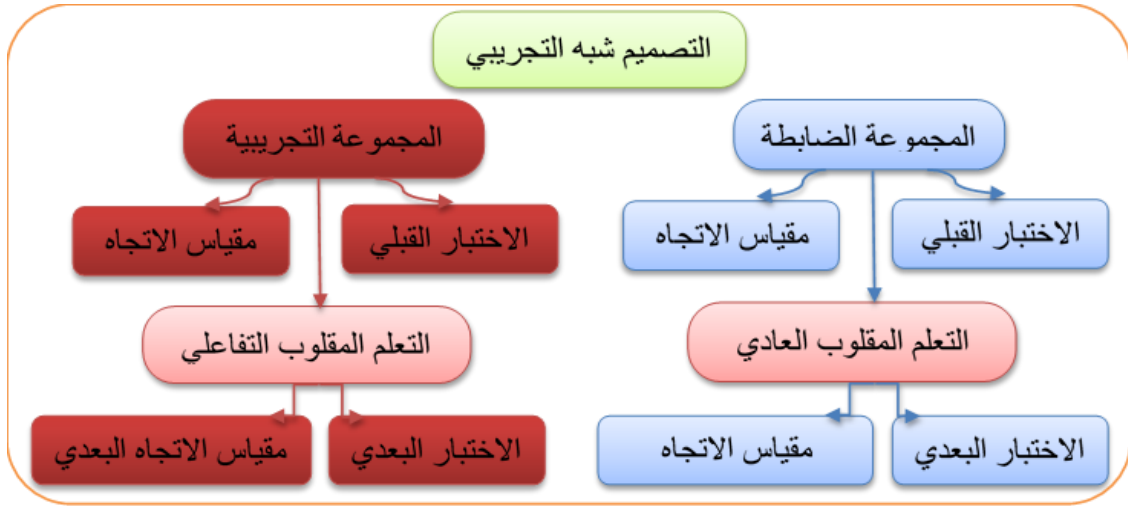 التصميم شبه التجريبي
المجموعة الضابطة
المجموعة التجريبية
الاختبار القبلي
مقياس الاتجاه
الاختبار القبلي
مقياس الاتجاه
التعلم المقلوب العادي
التعلم المقلوب التفاعلي
الاختبار البعدي
مقياس الاتجاه
الاختبار البعدي
مقياس الاتجاه البعدي